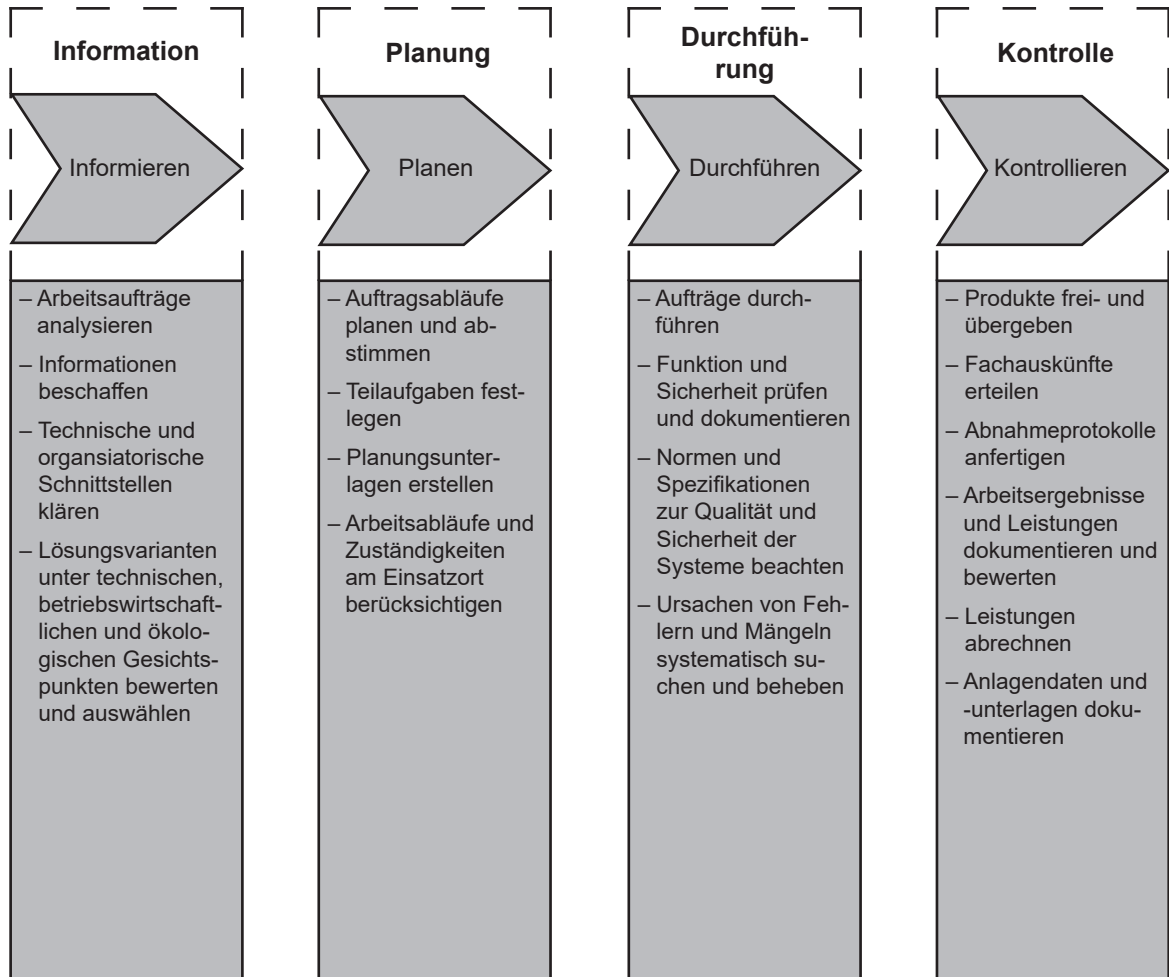 Information
Informieren
– Arbeitsaufträge
analysieren
– Informationen
beschaffen
– Technische und
organsiatorische
Schnittstellen
klären
– Lösungsvarianten
unter technischen,
betriebswirtschaft-
lichen und ökolo-
gischen Gesichts-
punkten bewerten
und auswählen
Planung
Planen
– Auftragsabläufe
planen und ab-
stimmen
– Teilaufgaben fest-
legen
– Planungsunter-
lagen erstellen
– Arbeitsabläufe und
Zuständigkeiten
am Einsatzort
berücksichtigen
Durchfüh-
rung
Durchführen
– Aufträge durch-
führen
– Funktion und
Sicherheit prüfen
und dokumentieren
– Normen und
Spezifikationen
zur Qualität und
Sicherheit der
Systeme beachten
– Ursachen von Feh-
lern und Mängeln
systematisch su-
chen und beheben
Kontrolle
Kontrollieren
– Produkte frei- und
übergeben
– Fachauskünfte
erteilen
– Abnahmeprotokolle
anfertigen
– Arbeitsergebnisse
und Leistungen
dokumentieren und
bewerten
– Leistungen
abrechnen
– Anlagendaten und
-unterlagen doku-
mentieren